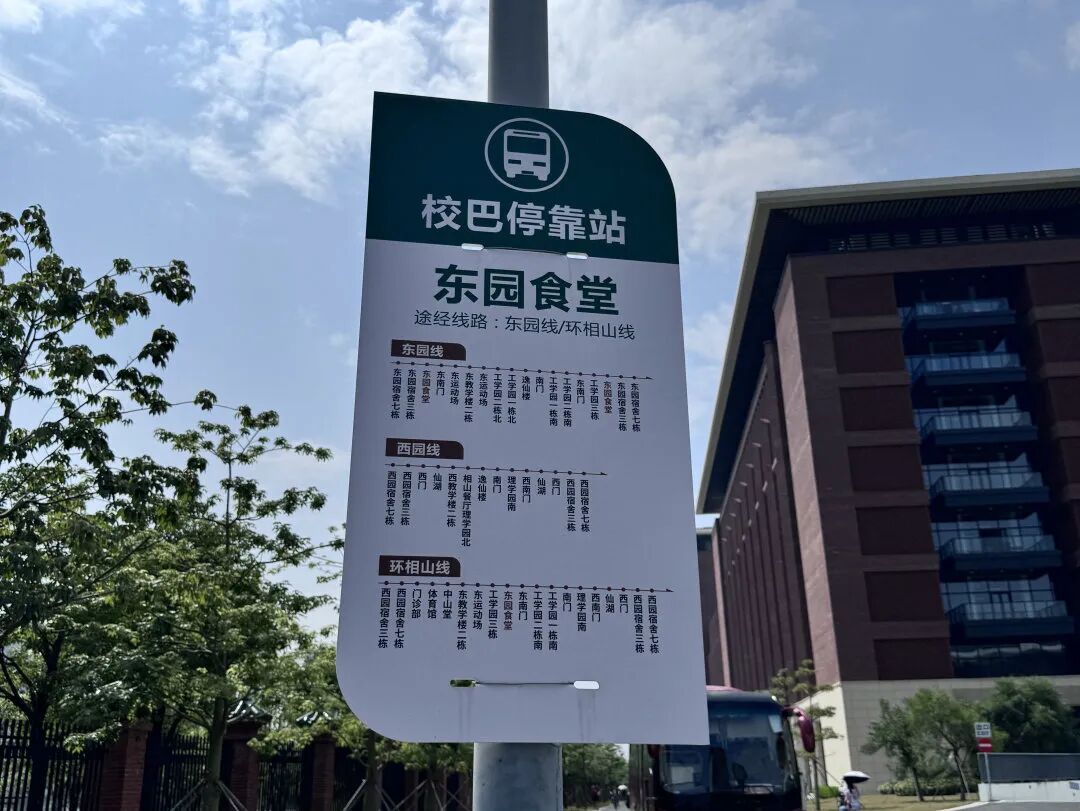 校巴停靠站
东园食堂
途经线路：东园线/环相山线
东园线
东园宿舍七栋
东园宿舍三栋
东园食堂
东南门
东运动场
东教学楼二栋
东运动场
工学园二栋北
工学园一栋北
逸仙楼
南门
工学园一栋南
工学园二栋南
东南门
工学园三栋
东园食堂
东园宿舍三栋
东园宿舍七栋
西园线
西园宿舍七栋
西园宿舍三栋
西门
仙湖
西教学楼二栋
相山餐厅理学园北
逸仙楼
南门
理学园南
西南门
仙湖
西门
西园宿舍三栋
西园宿舍七栋
环相山线
西园宿舍三栋
西园宿舍七栋
门诊部
体育馆
中山堂
东教学楼二栋
东运动场
工学园三栋
东园食堂
东南门
工学园二栋南
工学园一栋南
南门
理学园南
西南门
仙湖
西门
西园宿舍三栋
西园宿舍七栋
出口
EXIT